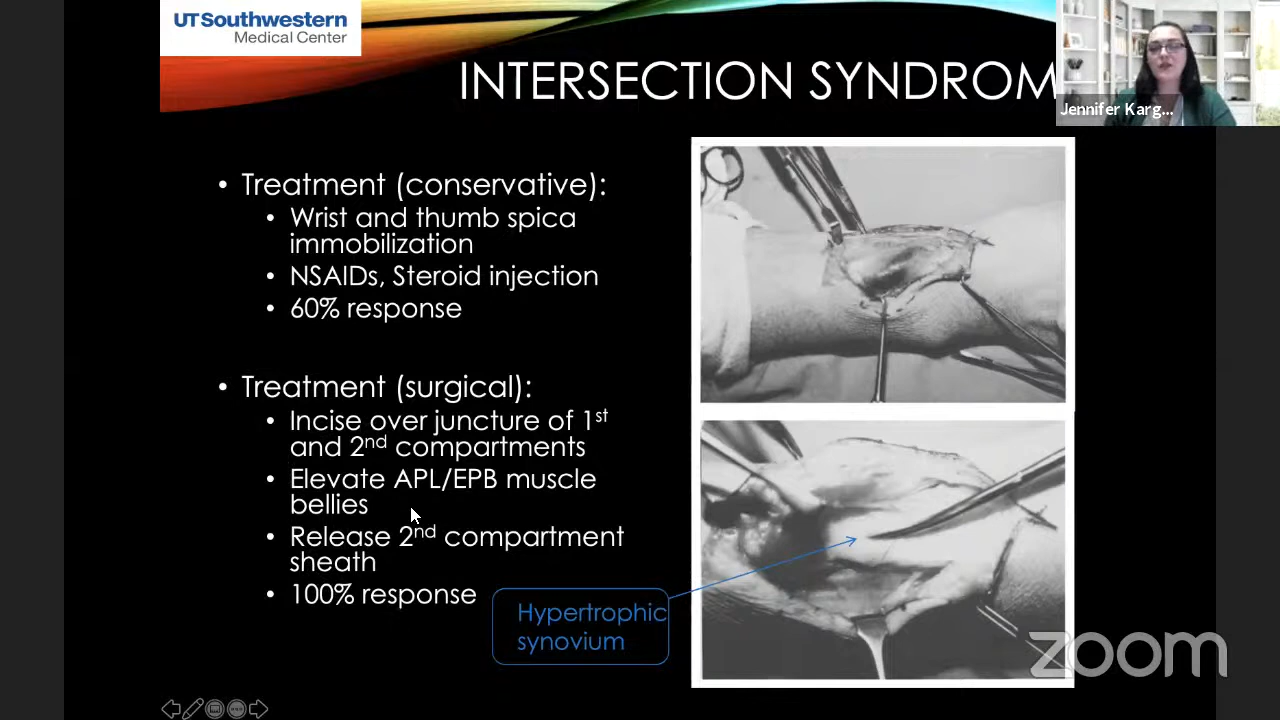 UTSouthwestern
Medical Center
INTERSECTION SYNDROM
Jennifer Karg...
• Treatment (conservative):
• Wrist and thumb spica
immobilization
• NSAIDs, Steroid injection
• 60% response
• Treatment (surgical):
• Incise over juncture of 1st
and 2nd compartments
• Elevate APL/EPB muscle
bellies
• Release 2nd compartment
sheath
• 100% response
Hypertrophic
synovium
zoom